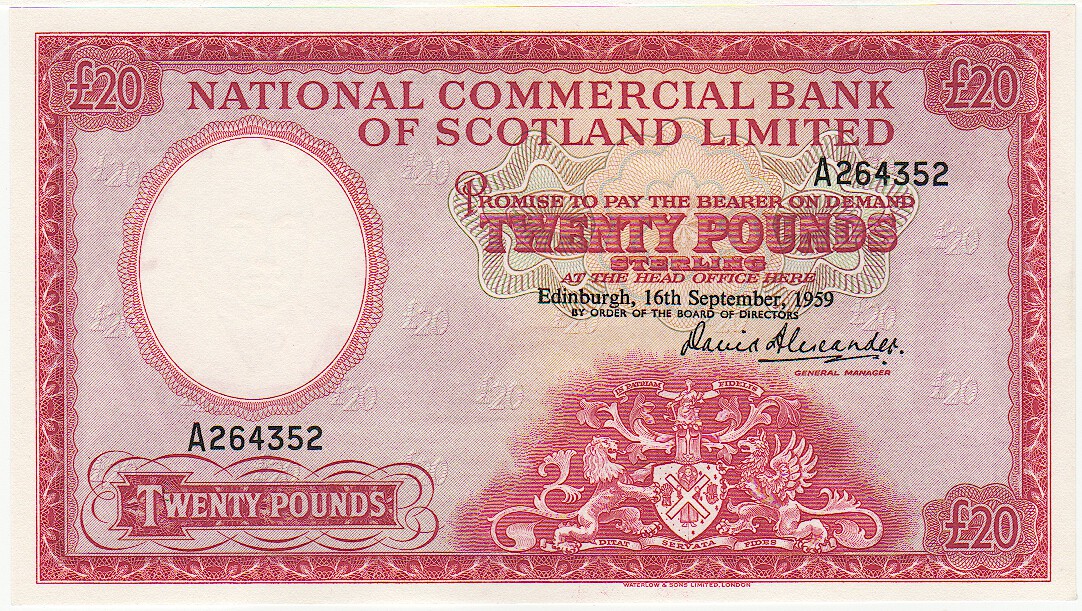 £20
£20
NATIONAL COMMERCIAL BANK
OF SCOTLAND LIMITED
A264352
PROMISE TO PAY THE BEARER ON DEMAND
TWENTY POUNDS
STERLING
AT THE HEAD OFFICE HERE
Edinburgh, 16th September, 1959
BY ORDER OF THE BOARD OF DIRECTORS
David Alexander.
GENERAL MANAGER
IN PATRIAM FIDELIS
A264352
TWENTY POUNDS
DITAT SERVATA FIDES
£20
WATERLOW & SONS LIMITED, LONDON